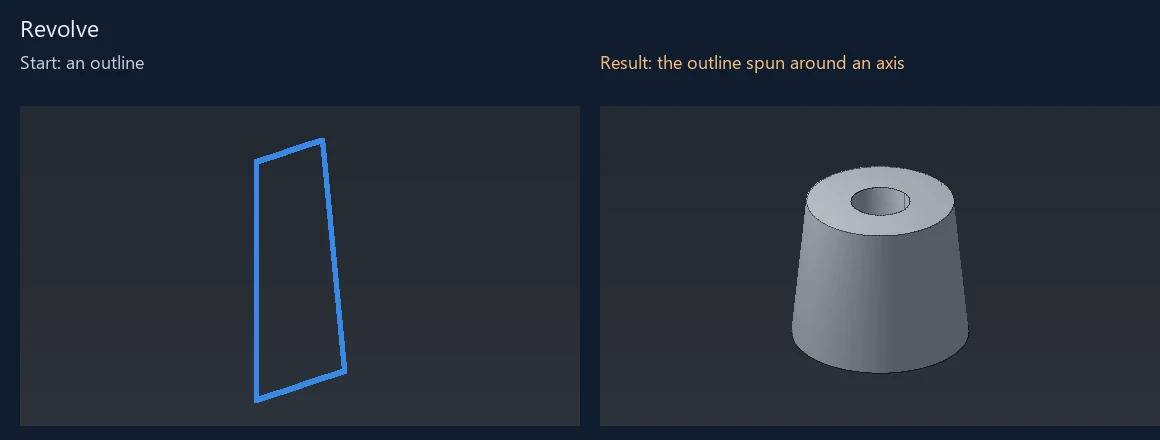 Revolve
Start: an outline
Result: the outline spun around an axis